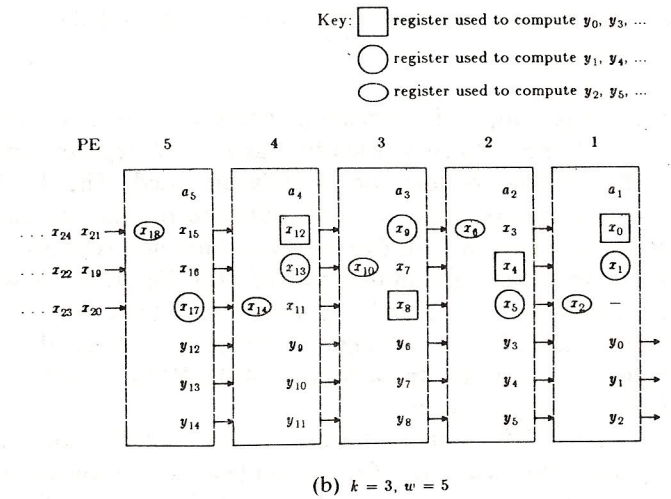 Key: register used to compute y₀, y₃, ...
register used to compute y₁, y₄, ...
register used to compute y₂, y₅, ...
PE 5 4 3 2 1
a₅ a₄ a₃ a₂ a₁
... x₂₄ x₂₁ x₁₈ x₁₅ x₁₂ x₉ x₆ x₃ x₀
... x₂₂ x₁₉ x₁₆ x₁₃ x₁₀ x₇ x₄ x₁
... x₂₃ x₂₀ x₁₇ x₁₄ x₁₁ x₈ x₅ x₂ –
y₁₂ y₉ y₆ y₃ y₀
y₁₃ y₁₀ y₇ y₄ y₁
y₁₄ y₁₁ y₈ y₅ y₂
(b) k = 3, w = 5